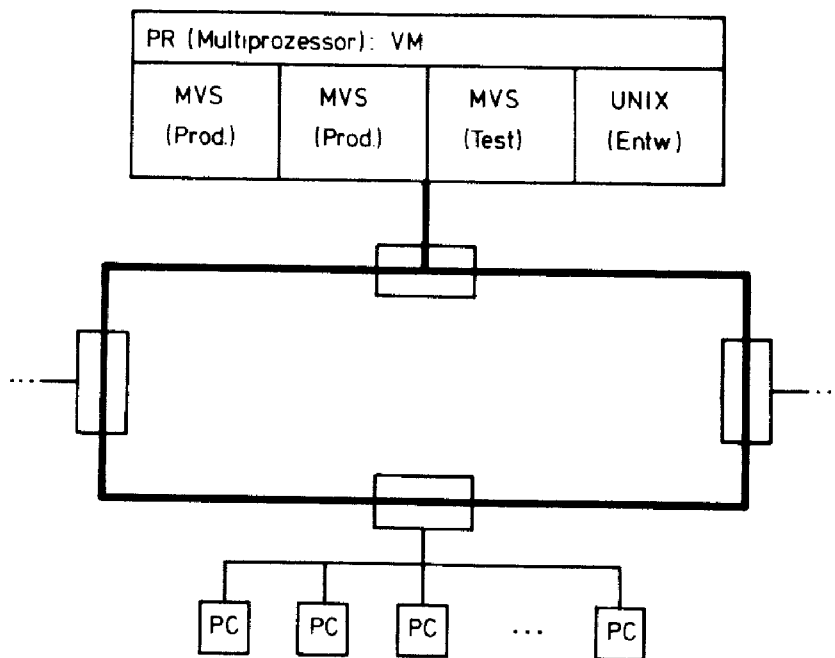 PR (Multiprozessor): VM
MVS MVS MVS UNIX
(Prod.) (Prod.) (Test) (Entw)
... ...
PC PC PC ... PC